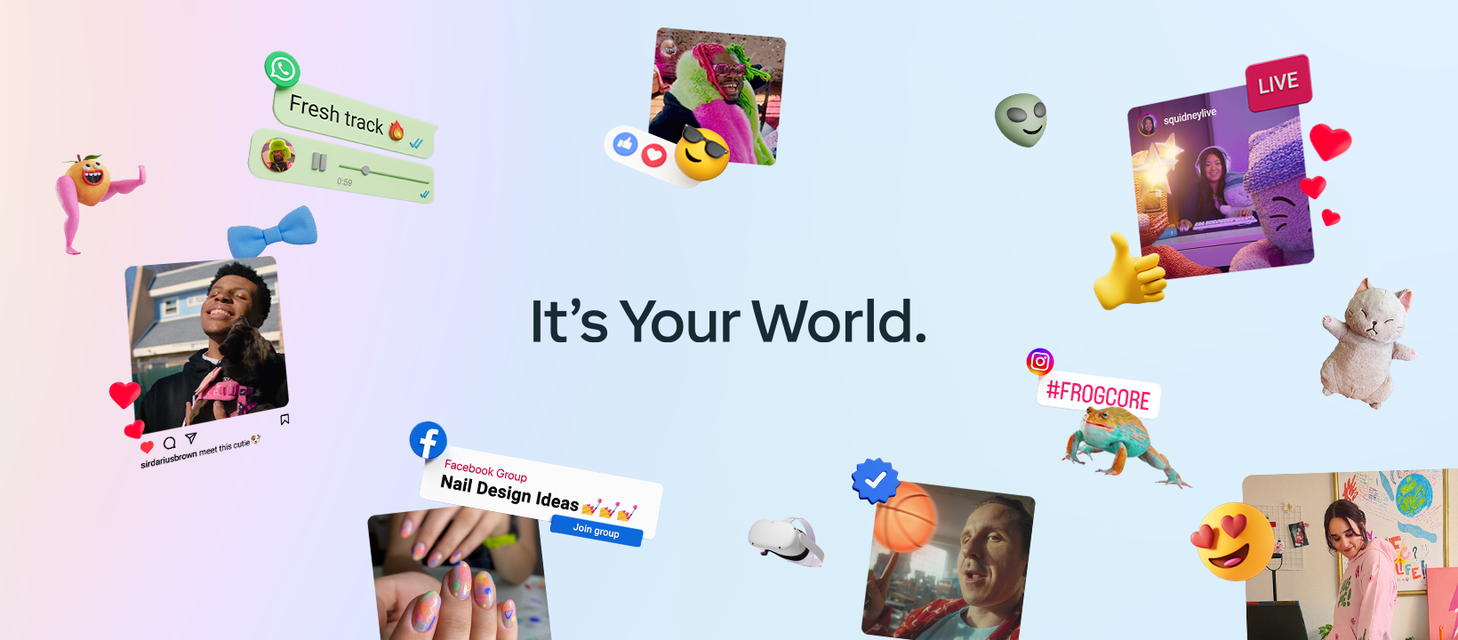 Fresh track 🔥
0:59
LIVE
squidneylive
It's Your World.
#FROGCORE
sirdariusbrown meet this cutie
Facebook Group
Nail Design Ideas 💅💅💅
Join group
LIFE!